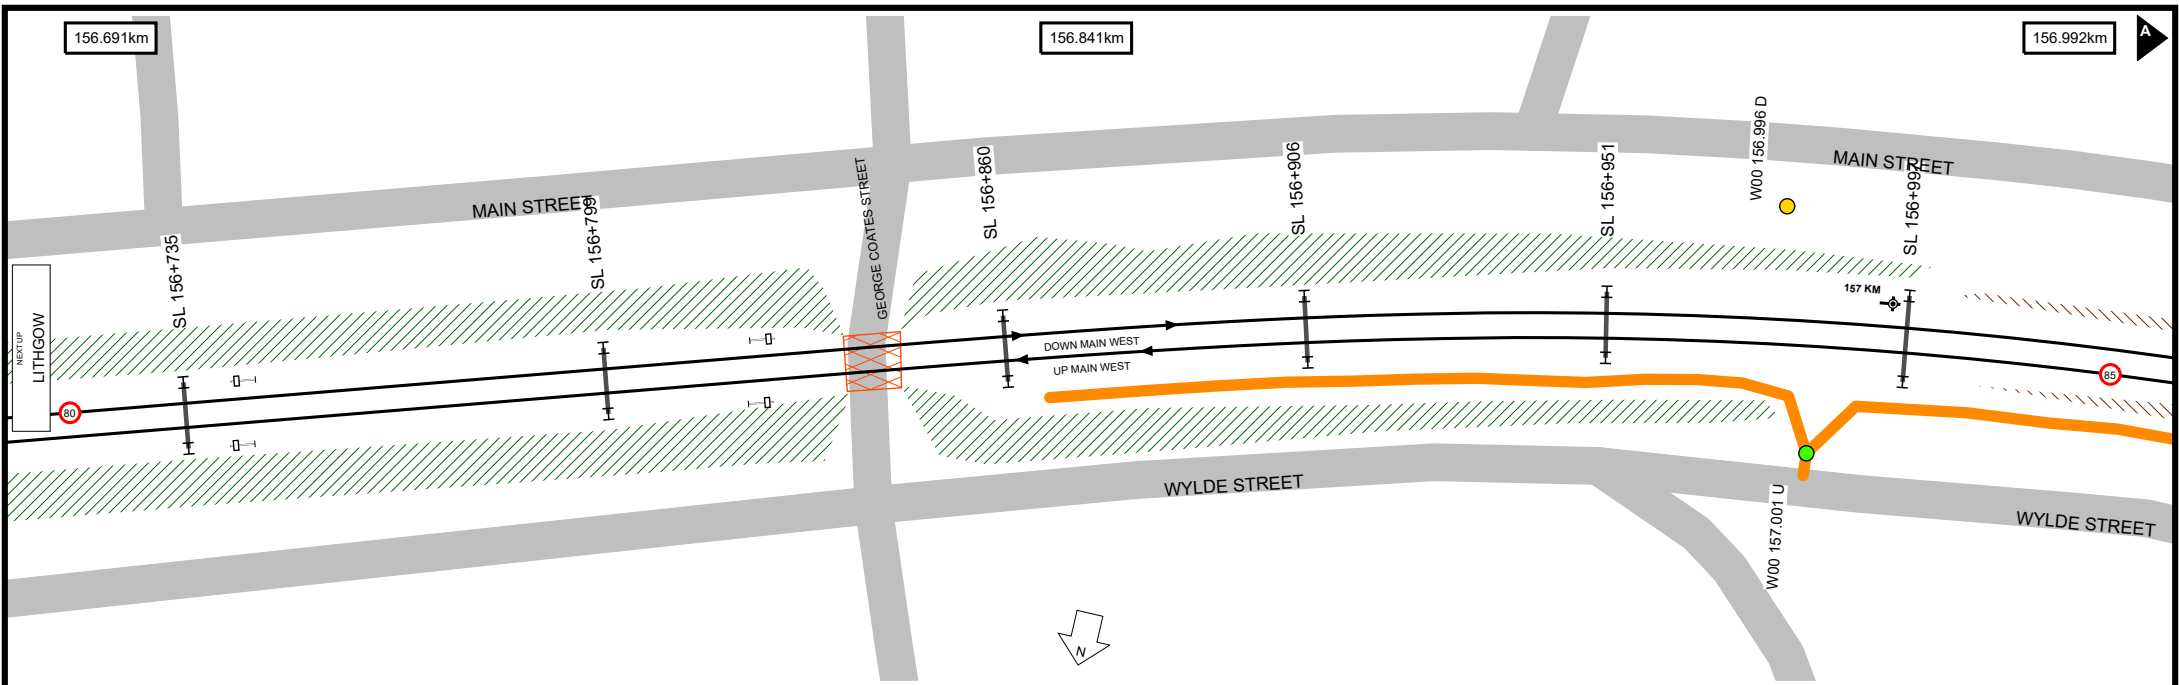 156.691km
156.841km
156.992km
A
MAIN STREET
MAIN STREET
GEORGE COATES STREET
SL 156+735
SL 156+799
SL 156+860
SL 156+906
SL 156+951
W00 156.996 D
SL 156+997
157 KM
NEXT UP
LITHGOW
80
DOWN MAIN WEST
UP MAIN WEST
85
WYLDE STREET
W00 157.001 U
WYLDE STREET
N